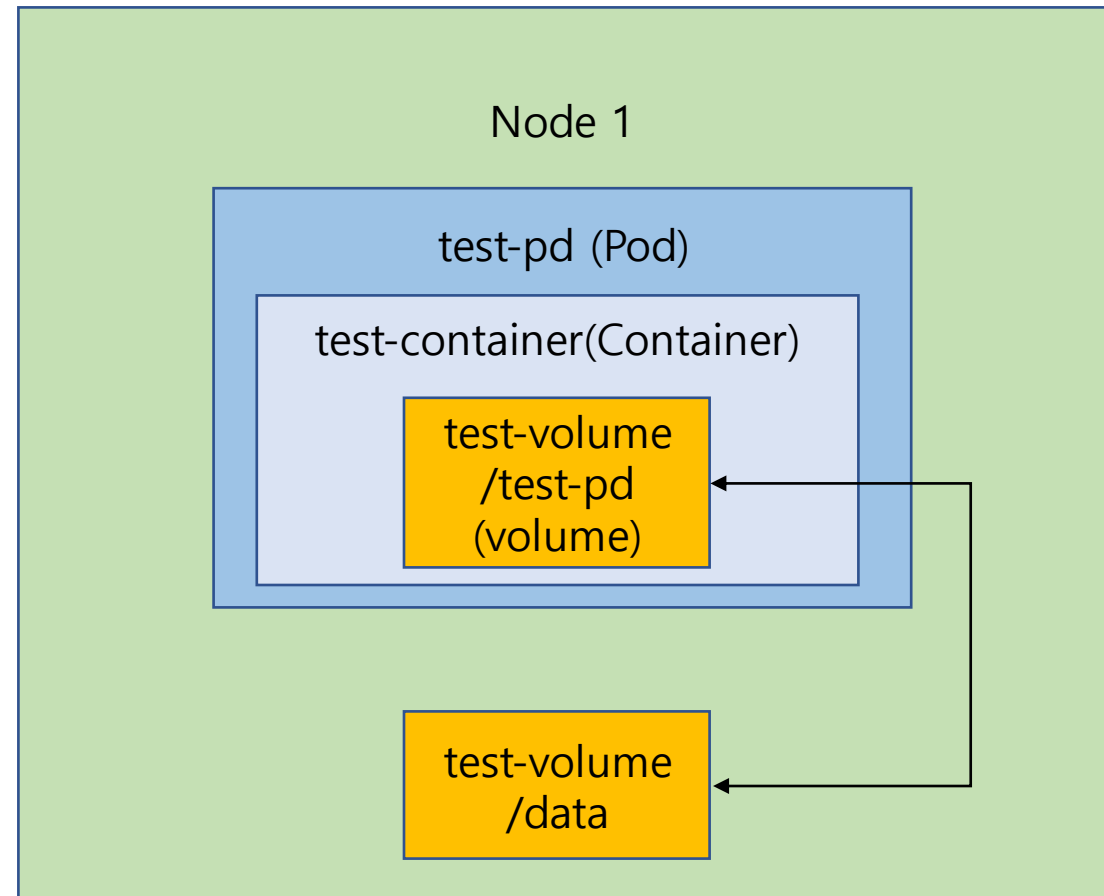 Node 1
test-pd (Pod)
test-container(Container)
test-volume
/test-pd
(volume)
test-volume
/data